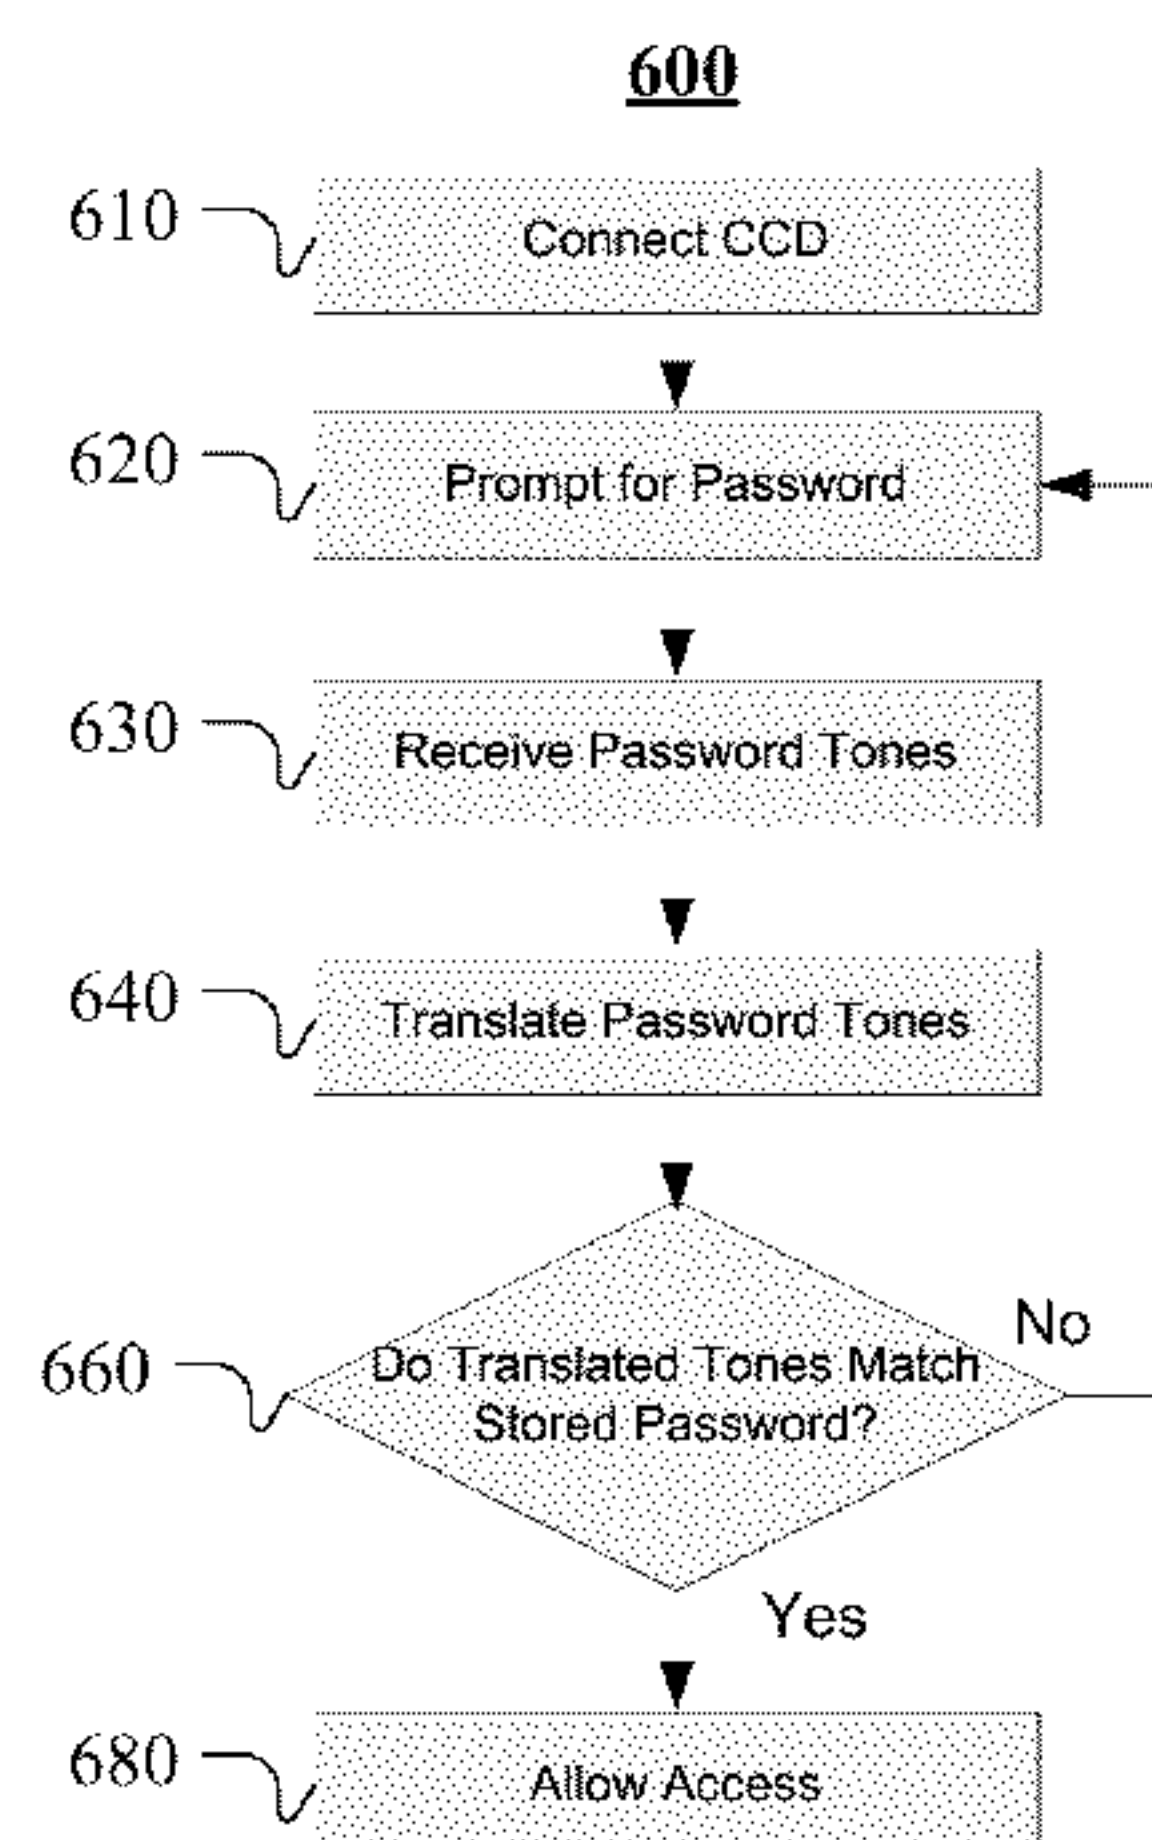 600
610
Connect CCD
620
Prompt for Password
630
Receive Password Tones
640
Translate Password Tones
No
660
Do Translated Tones Match
Stored Password?
Yes
680
Allow Access